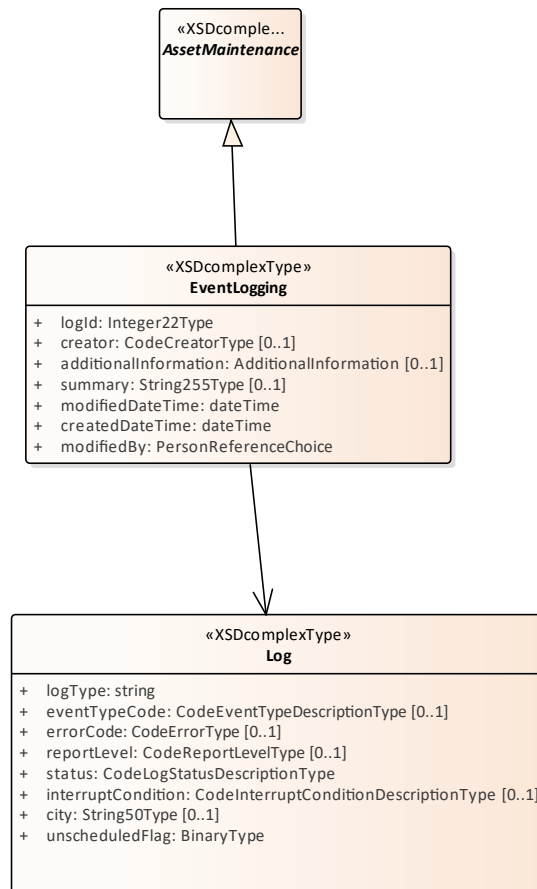 «XSDcomple...
AssetMaintenance
«XSDcomplexType»
EventLogging
+ logId: Integer22Type
+ creator: CodeCreatorType [0..1]
+ additionalInformation: AdditionalInformation [0..1]
+ summary: String255Type [0..1]
+ modifiedDateTime: dateTime
+ createdDateTime: dateTime
+ modifiedBy: PersonReferenceChoice
«XSDcomplexType»
Log
+ logType: string
+ eventTypeCode: CodeEventTypeDescriptionType [0..1]
+ errorCode: CodeErrorType [0..1]
+ reportLevel: CodeReportLevelType [0..1]
+ status: CodeLogStatusDescriptionType
+ interruptCondition: CodeInterruptConditionDescriptionType [0..1]
+ city: String50Type [0..1]
+ unscheduledFlag: BinaryType